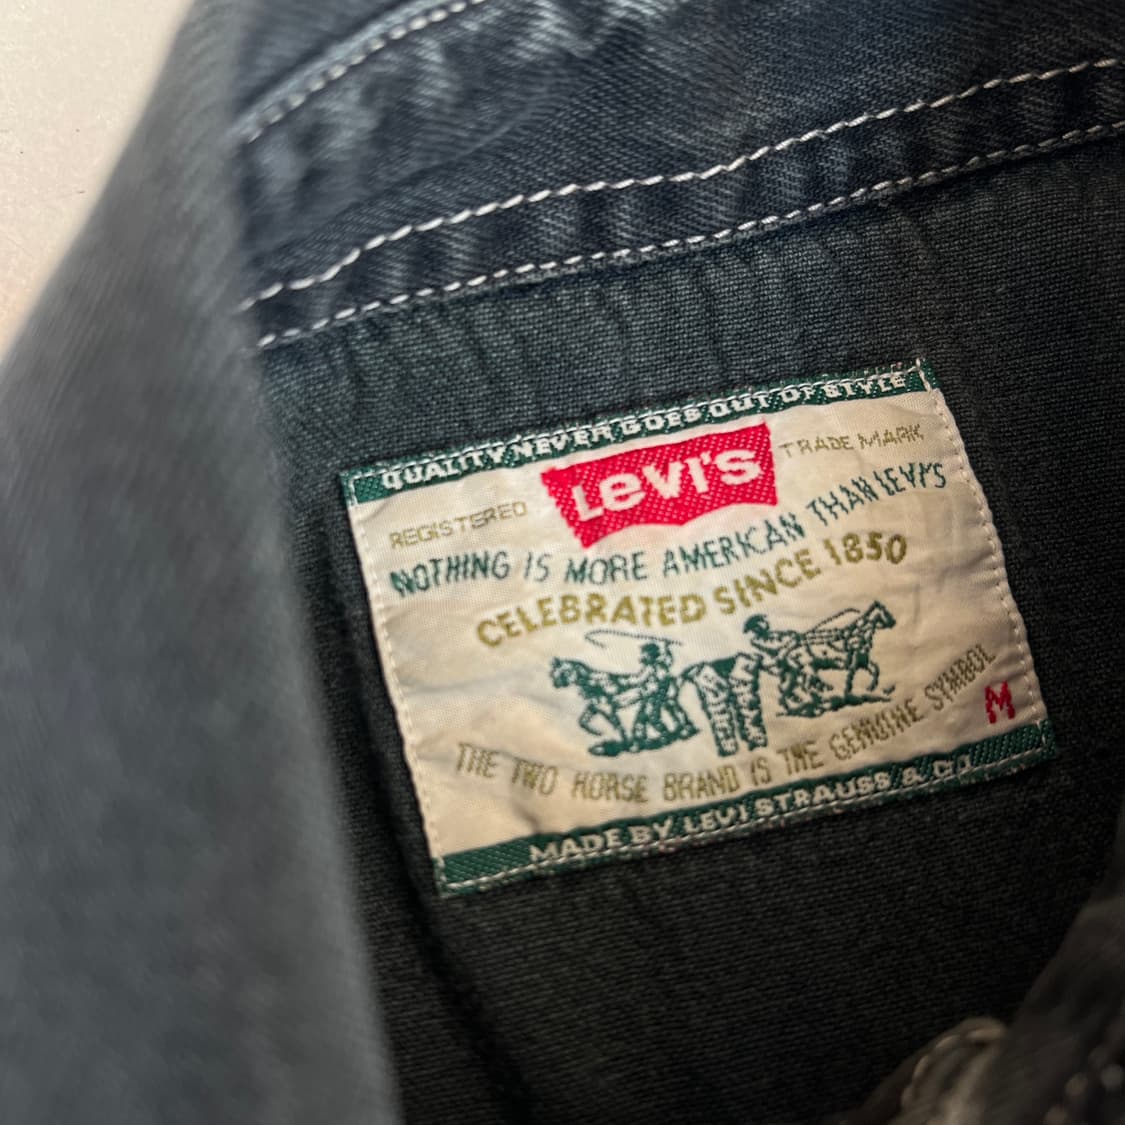 QUALITY NEVER GOES OUT OF STYLE
LEVI'S
TRADE MARK
REGISTERED
NOTHING IS MORE AMERICAN THAN LEVI'S
CELEBRATED SINCE 1850
THE TWO HORSE BRAND IS THE GENUINE SYMBOL
M
MADE BY LEVI STRAUSS & CO